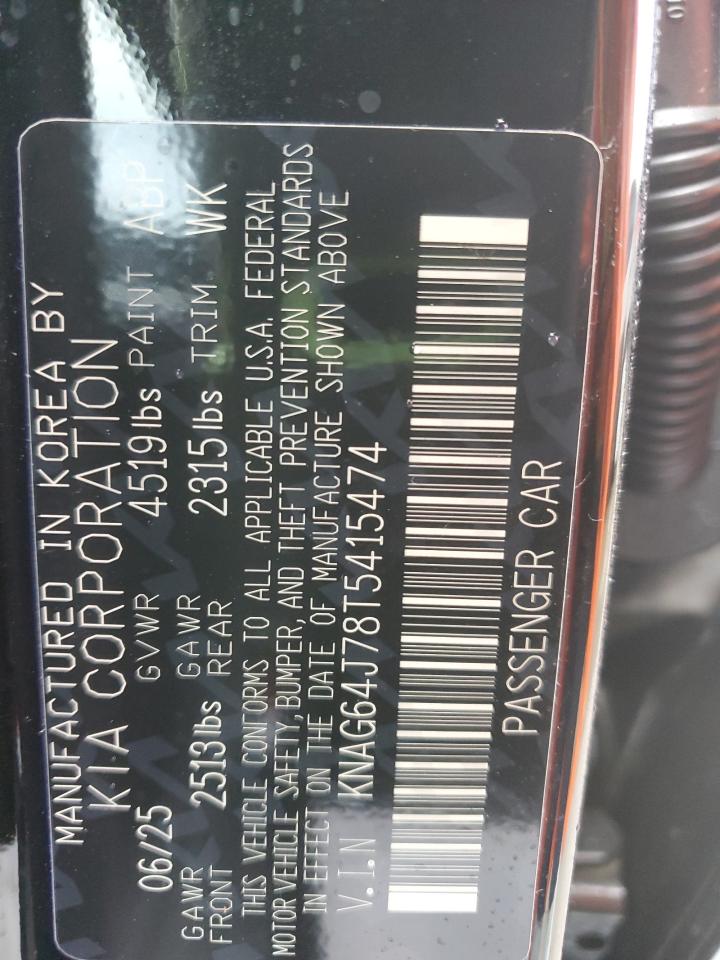 MANUFACTURED IN KOREA BY
KIA CORPORATION
06/25 GVWR 4519lbs PAINT ABP
GAWR FRONT 2513lbs GAWR REAR 2315lbs TRIM WK
THIS VEHICLE CONFORMS TO ALL APPLICABLE U.S.A. FEDERAL
MOTOR VEHICLE SAFETY, BUMPER, AND THEFT PREVENTION STANDARDS
IN EFFECT ON THE DATE OF MANUFACTURE SHOWN ABOVE
V.I.N KNAG64J78T5415474
PASSENGER CAR